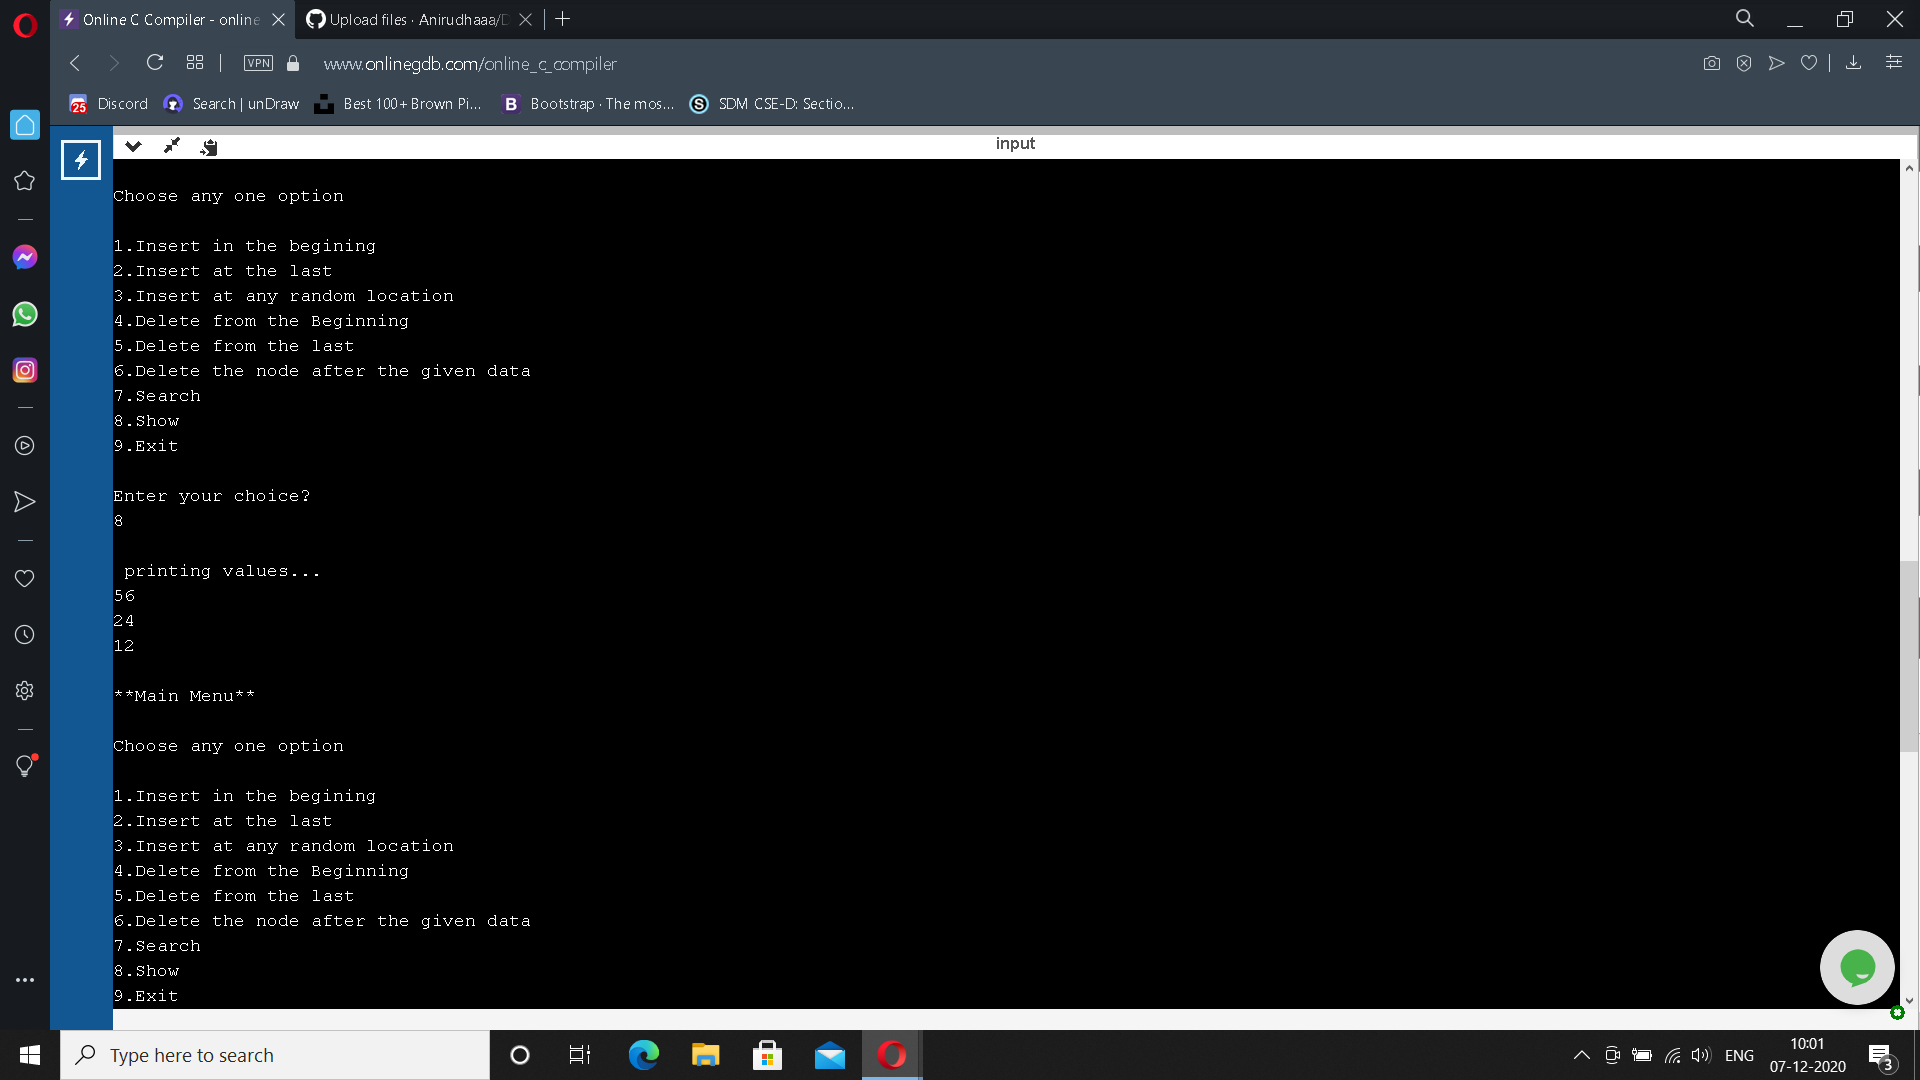 Online C Compiler - online
Upload files · Anirudhaaa/D
VPN
www.onlinegdb.com/online_c_compiler
25
Discord
Search | unDraw
Best 100+ Brown Pi...
B
Bootstrap · The mos...
S
SDM CSE-D: Sectio...
input
Choose any one option
1.Insert in the begining
2.Insert at the last
3.Insert at any random location
4.Delete from the Beginning
5.Delete from the last
6.Delete the node after the given data
7.Search
8.Show
9.Exit
Enter your choice?
8
printing values...
56
24
12
**Main Menu**
Choose any one option
1.Insert in the begining
2.Insert at the last
3.Insert at any random location
4.Delete from the Beginning
5.Delete from the last
6.Delete the node after the given data
7.Search
8.Show
9.Exit
Type here to search
ENG
10:01
07-12-2020
3